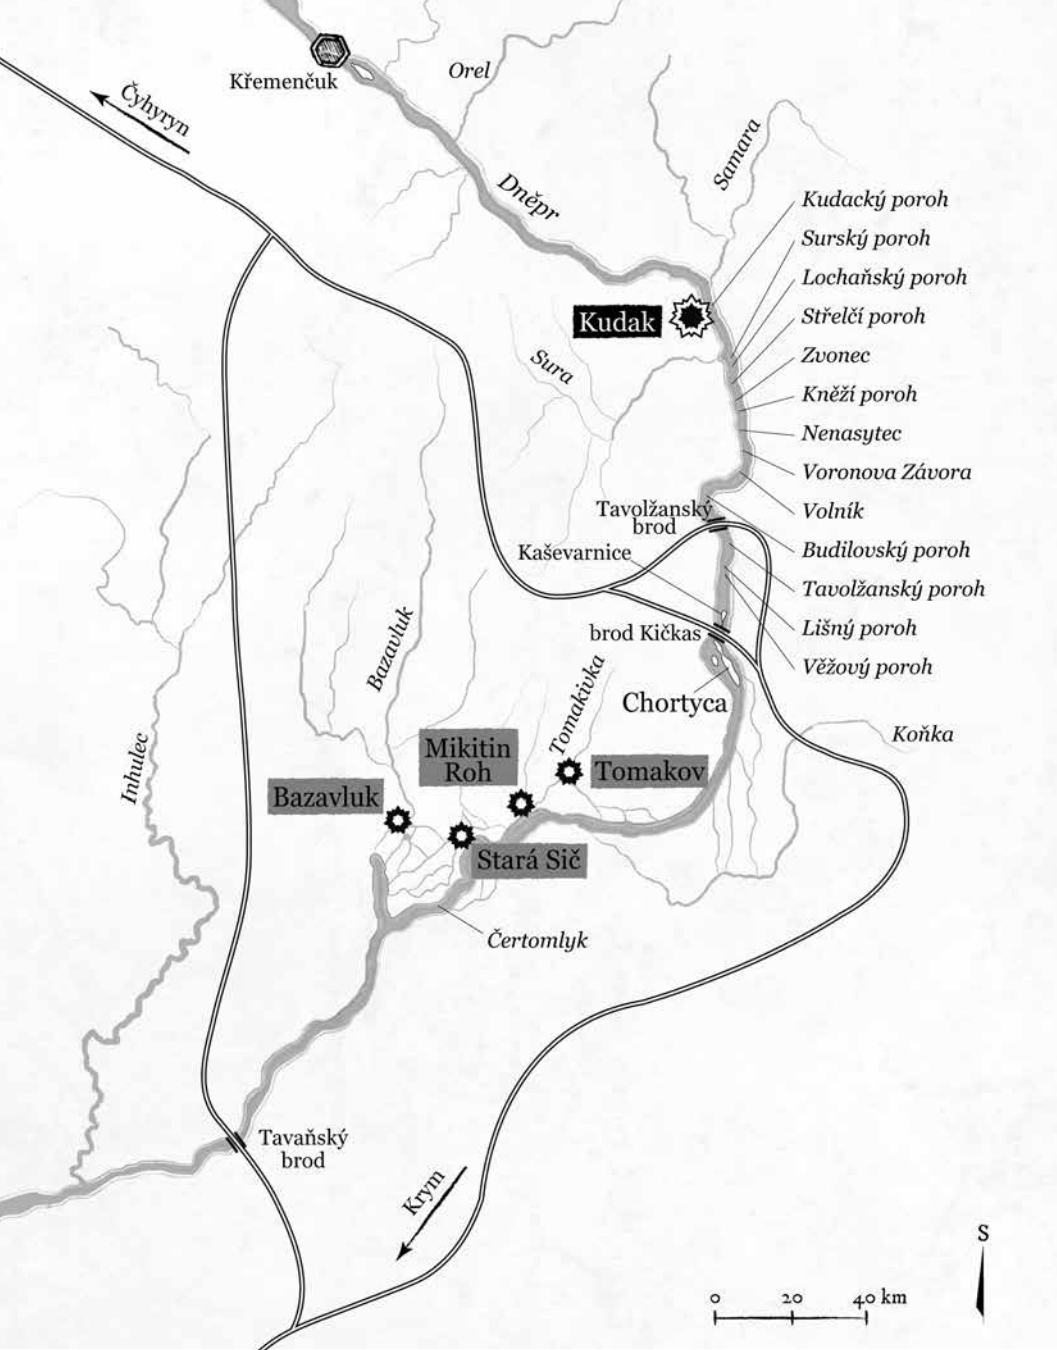 Křemenčuk
Orel
Čyhyryn
Samara
Dněpr
Kudacký poroh
Surský poroh
Lochaňský poroh
Střelčí poroh
Zvonec
Kněží poroh
Nenasytec
Voronova Závora
Volník
Budilovský poroh
Tavolžanský poroh
Lišný poroh
Věžový poroh
Kudak
Sura
Tavolžanský
brod
Kaševarnice
brod Kičkas
Chortyca
Koňka
Bazavluk
Tomakivka
Inhulec
Mikitin
Roh
Tomakov
Bazavluk
Stará Sič
Čertomlyk
Tavaňský
brod
Krym
S
0 20 40 km